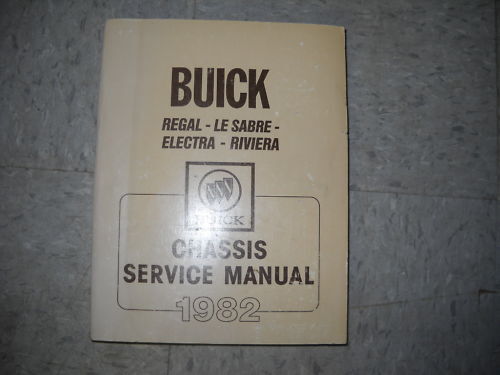 BUICK
REGAL - LE SABRE -
ELECTRA - RIVIERA
BUICK
CHASSIS
SERVICE MANUAL
1982